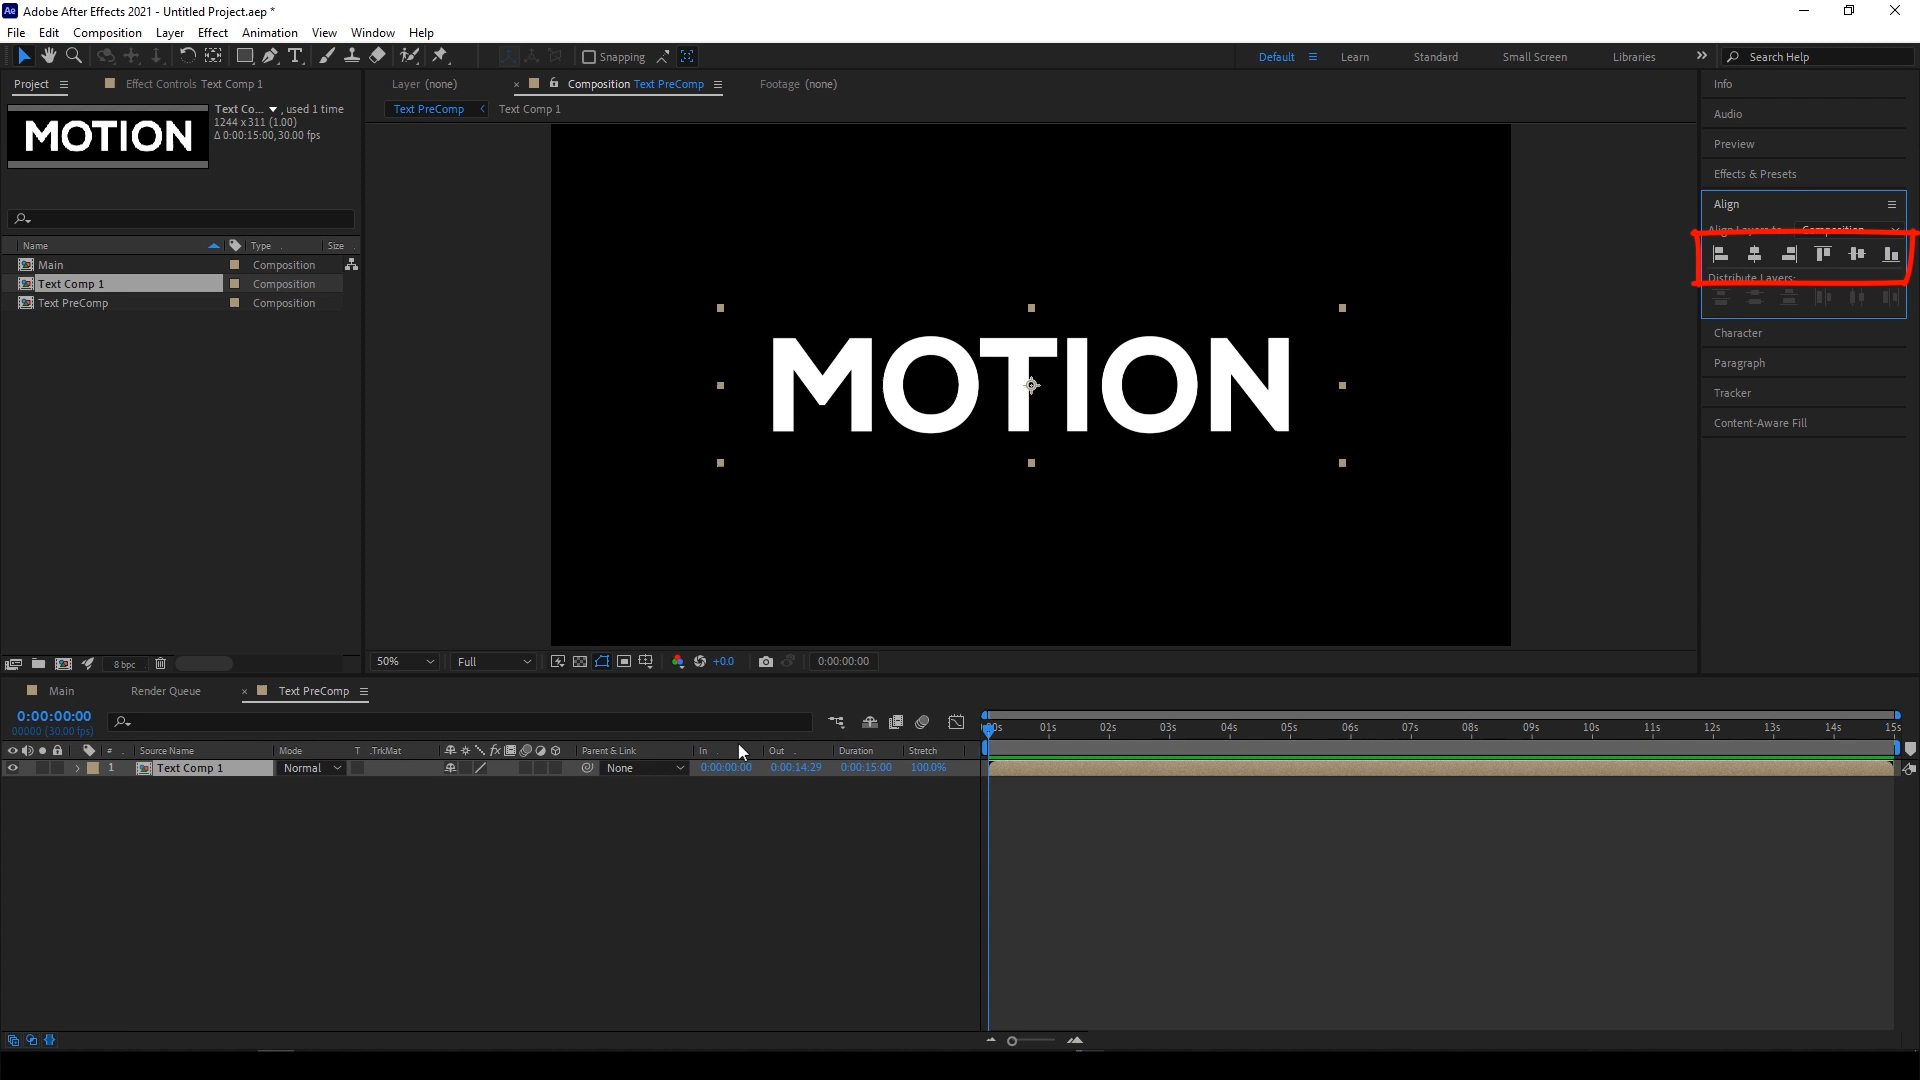 Ae Adobe After Effects 2021 - Untitled Project.aep *
File Edit Composition Layer Effect Animation View Window Help
Snapping
Default Learn Standard Small Screen Libraries
Search Help
Project Effect Controls Text Comp 1
Layer (none) Composition Text PreComp Footage (none)
Text PreComp Text Comp 1
MOTION
Text Co... , used 1 time
1244 x 311 (1.00)
Δ 0:00:15:00, 30.00 fps
Name Type Size
Main Composition
Text Comp 1 Composition
Text PreComp Composition
MOTION
Info
Audio
Preview
Effects & Presets
Align
Align Layers to: Composition
Distribute Layers:
Character
Paragraph
Tracker
Content-Aware Fill
8 bpc
50% Full +0.0 0:00:00:00
Main Render Queue Text PreComp
0:00:00:00
00000 (30.00 fps)
00s 01s 02s 03s 04s 05s 06s 07s 08s 09s 10s 11s 12s 13s 14s 15s
# Source Name Mode T .TrkMat fx Parent & Link In Out Duration Stretch
1 Text Comp 1 Normal None 0:00:00:00 0:00:14:29 0:00:15:00 100.0%